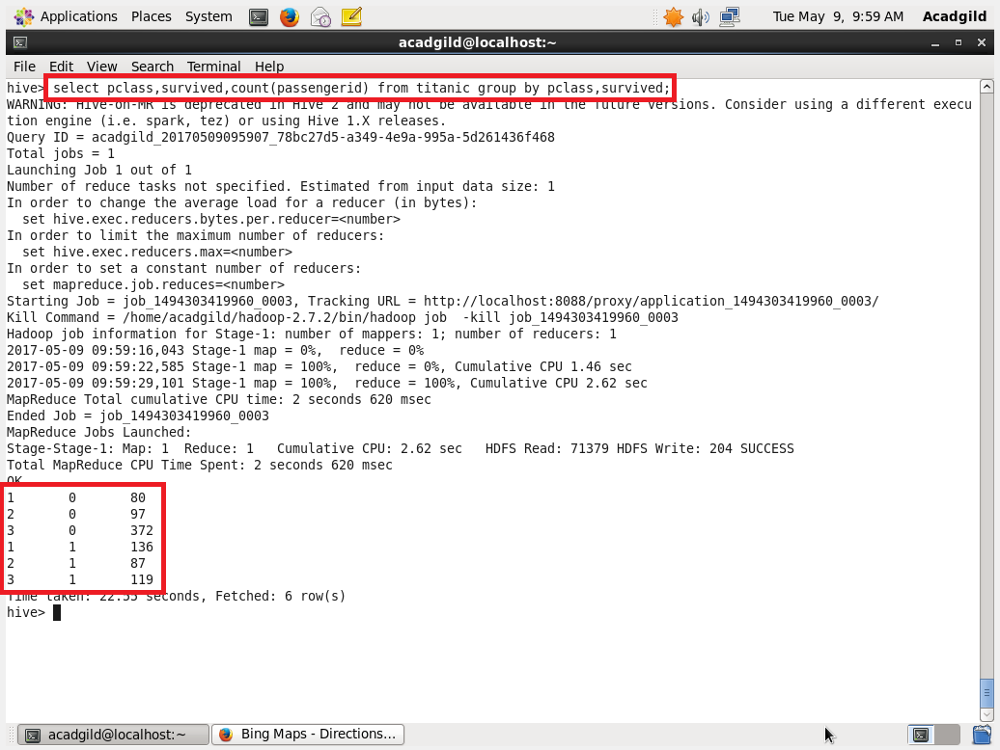 Applications Places System Tue May 9, 9:59 AM Acadgild
acadgild@localhost:~
File Edit View Search Terminal Help
hive> select pclass,survived,count(passengerid) from titanic group by pclass,survived;
WARNING: Hive-on-MR is deprecated in Hive 2 and may not be available in the future versions. Consider using a different execu
tion engine (i.e. spark, tez) or using Hive 1.X releases.
Query ID = acadgild_20170509095907_78bc27d5-a349-4e9a-995a-5d261436f468
Total jobs = 1
Launching Job 1 out of 1
Number of reduce tasks not specified. Estimated from input data size: 1
In order to change the average load for a reducer (in bytes):
  set hive.exec.reducers.bytes.per.reducer=<number>
In order to limit the maximum number of reducers:
  set hive.exec.reducers.max=<number>
In order to set a constant number of reducers:
  set mapreduce.job.reduces=<number>
Starting Job = job_1494303419960_0003, Tracking URL = http://localhost:8088/proxy/application_1494303419960_0003/
Kill Command = /home/acadgild/hadoop-2.7.2/bin/hadoop job  -kill job_1494303419960_0003
Hadoop job information for Stage-1: number of mappers: 1; number of reducers: 1
2017-05-09 09:59:16,043 Stage-1 map = 0%,  reduce = 0%
2017-05-09 09:59:22,585 Stage-1 map = 100%,  reduce = 0%, Cumulative CPU 1.46 sec
2017-05-09 09:59:29,101 Stage-1 map = 100%,  reduce = 100%, Cumulative CPU 2.62 sec
MapReduce Total cumulative CPU time: 2 seconds 620 msec
Ended Job = job_1494303419960_0003
MapReduce Jobs Launched:
Stage-Stage-1: Map: 1  Reduce: 1   Cumulative CPU: 2.62 sec   HDFS Read: 71379 HDFS Write: 204 SUCCESS
Total MapReduce CPU Time Spent: 2 seconds 620 msec
OK
1 0 80
2 0 97
3 0 372
1 1 136
2 1 87
3 1 119
Time taken: 22.55 seconds, Fetched: 6 row(s)
hive>
acadgild@localhost:~ Bing Maps - Directions...